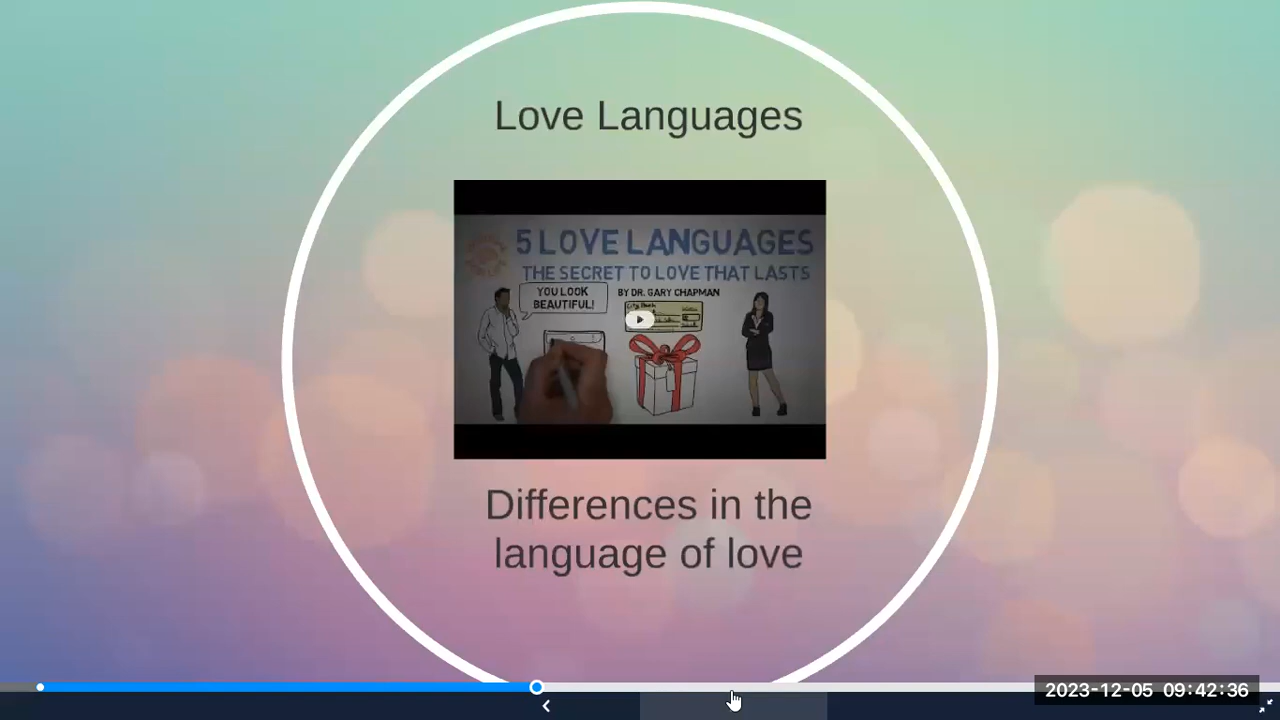 Love Languages
5 LOVE LANGUAGES
THE SECRET TO LOVE THAT LASTS
YOU LOOK
BEAUTIFUL!
BY DR. GARY CHAPMAN
Differences in the
language of love
2023-12-05 09:42:36